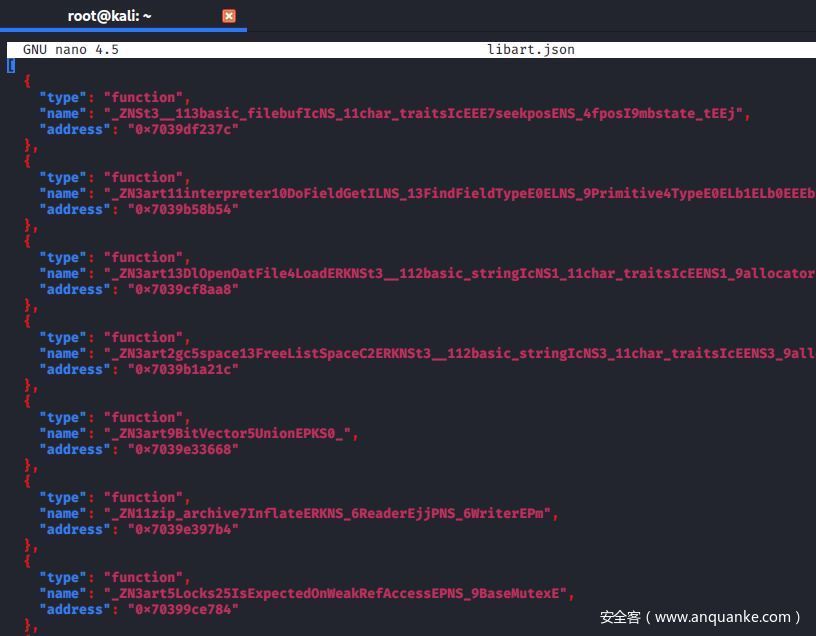 root@kali: ~
GNU nano 4.5 libart.json
[
{
"type": "function",
"name": "_ZNSt3__113basic_filebufIcNS_11char_traitsIcEEE7seekposENS_4fposI9mbstate_tEEj",
"address": "0x7039df237c"
},
{
"type": "function",
"name": "_ZN3art11interpreter10DoFieldGetILNS_13FindFieldTypeE0ELNS_9Primitive4TypeE0ELb1ELb0EEEb
"address": "0x7039b58b54"
},
{
"type": "function",
"name": "_ZN3art13DlOpenOatFile4LoadERKNSt3__112basic_stringIcNS1_11char_traitsIcEENS1_9allocator
"address": "0x7039cf8aa8"
},
{
"type": "function",
"name": "_ZN3art2gc5space13FreeListSpaceC2ERKNSt3__112basic_stringIcNS3_11char_traitsIcEENS3_9all
"address": "0x7039b1a21c"
},
{
"type": "function",
"name": "_ZN3art9BitVector5UnionEPKS0_",
"address": "0x7039e33668"
},
{
"type": "function",
"name": "_ZN11zip_archive7InflateERKNS_6ReaderEjjPNS_6WriterEPm",
"address": "0x7039e397b4"
},
{
"type": "function",
"name": "_ZN3art5Locks25IsExpectedOnWeakRefAccessEPNS_9BaseMutexE",
"address": "0x70399ce784"
},
安全客（www.anquanke.com）